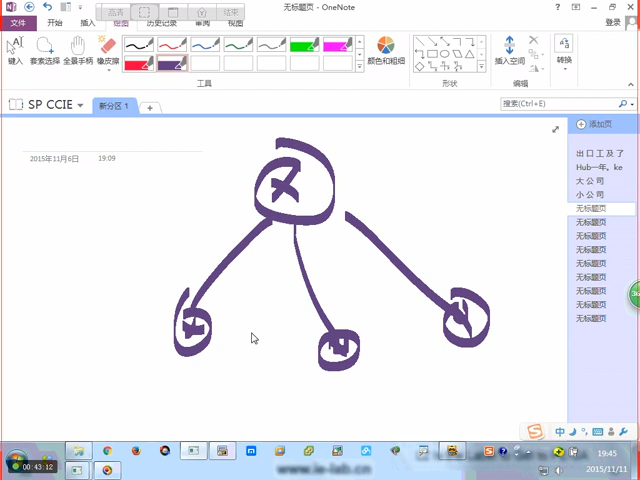 无标题页 - OneNote
高清
结束
文件
开始
插入
绘图
历史记录
审阅
视图
登录
键入
套索选择
全景手柄
橡皮擦
颜色和粗细
插入空间
转换
工具
形状
编辑
SP CCIE
新分区 1
搜索(Ctrl+E)
添加页
2015年11月6日
19:09
出口工及了
Hub一年。ke
大公司
小公司
无标题页
无标题页
无标题页
无标题页
无标题页
无标题页
无标题页
无标题页
无标题页
中
00:43:12
www.ie-lab.cn
19:45
2015/11/11